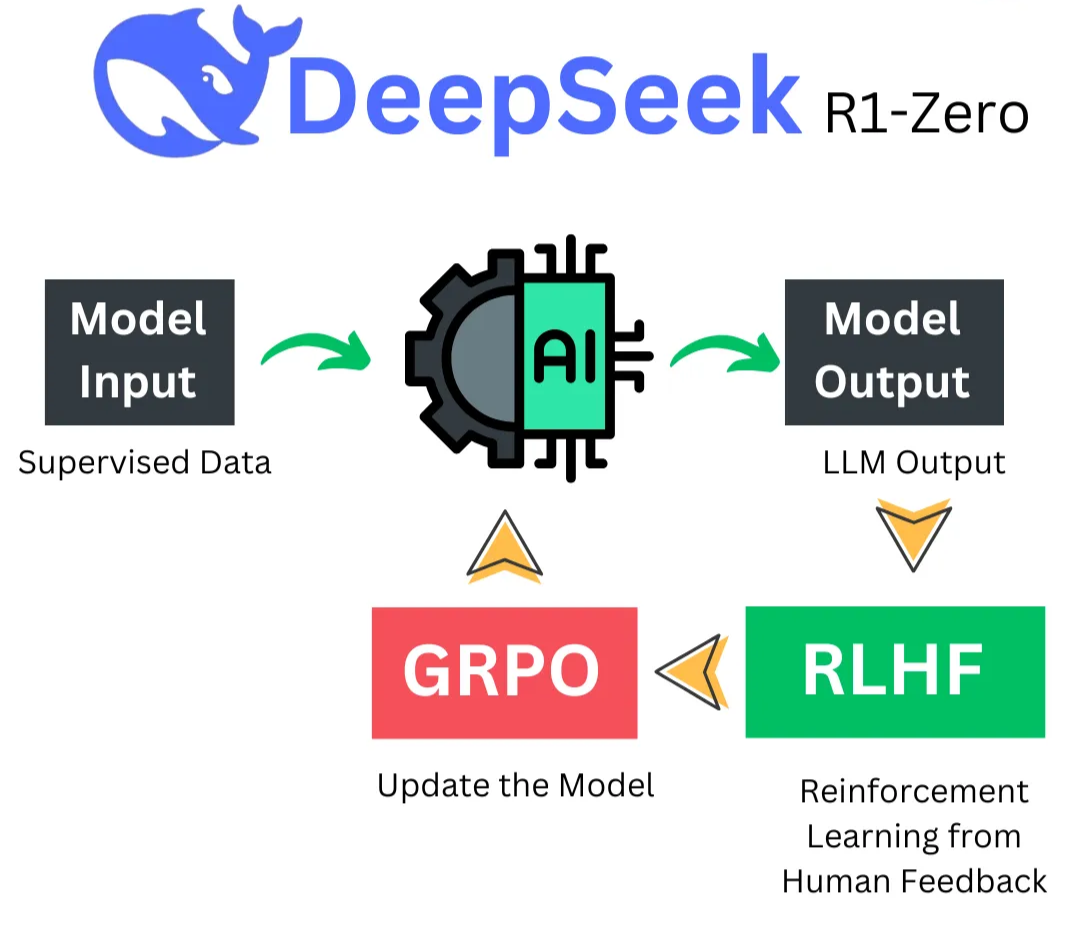 DeepSeek R1-Zero
Model
Input
Supervised Data
AI
Model
Output
LLM Output
GRPO
Update the Model
RLHF
Reinforcement
Learning from
Human Feedback